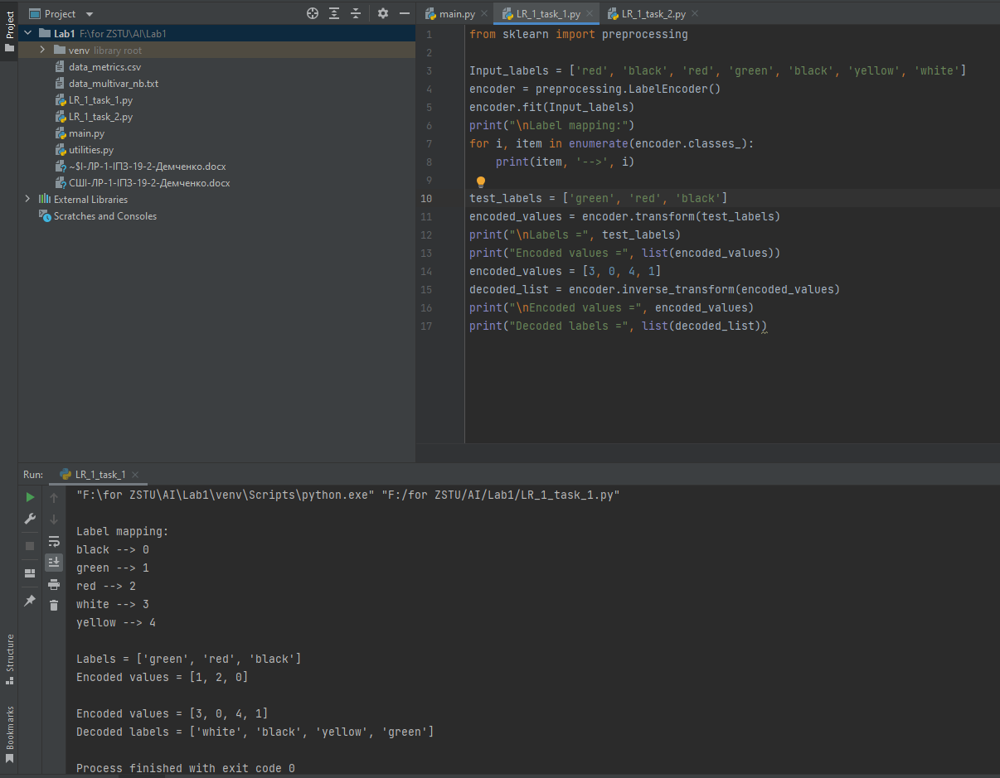 Project
Project
main.py
LR_1_task_1.py
LR_1_task_2.py
Lab1 F:\for ZSTU\AI\Lab1
venv library root
data_metrics.csv
data_multivar_nb.txt
LR_1_task_1.py
LR_1_task_2.py
main.py
utilities.py
~$І-ЛР-1-ІПЗ-19-2-Демченко.docx
СШІ-ЛР-1-ІПЗ-19-2-Демченко.docx
External Libraries
Scratches and Consoles
1 from sklearn import preprocessing
2
3 Input_labels = ['red', 'black', 'red', 'green', 'black', 'yellow', 'white']
4 encoder = preprocessing.LabelEncoder()
5 encoder.fit(Input_labels)
6 print("\nLabel mapping:")
7 for i, item in enumerate(encoder.classes_):
8 print(item, '-->', i)
9
10 test_labels = ['green', 'red', 'black']
11 encoded_values = encoder.transform(test_labels)
12 print("\nLabels =", test_labels)
13 print("Encoded values =", list(encoded_values))
14 encoded_values = [3, 0, 4, 1]
15 decoded_list = encoder.inverse_transform(encoded_values)
16 print("\nEncoded values =", encoded_values)
17 print("Decoded labels =", list(decoded_list))
Run: LR_1_task_1
"F:\for ZSTU\AI\Lab1\venv\Scripts\python.exe" "F:/for ZSTU/AI/Lab1/LR_1_task_1.py"
Label mapping:
black --> 0
green --> 1
red --> 2
white --> 3
yellow --> 4
Labels = ['green', 'red', 'black']
Encoded values = [1, 2, 0]
Encoded values = [3, 0, 4, 1]
Decoded labels = ['white', 'black', 'yellow', 'green']
Process finished with exit code 0
Structure
Bookmarks